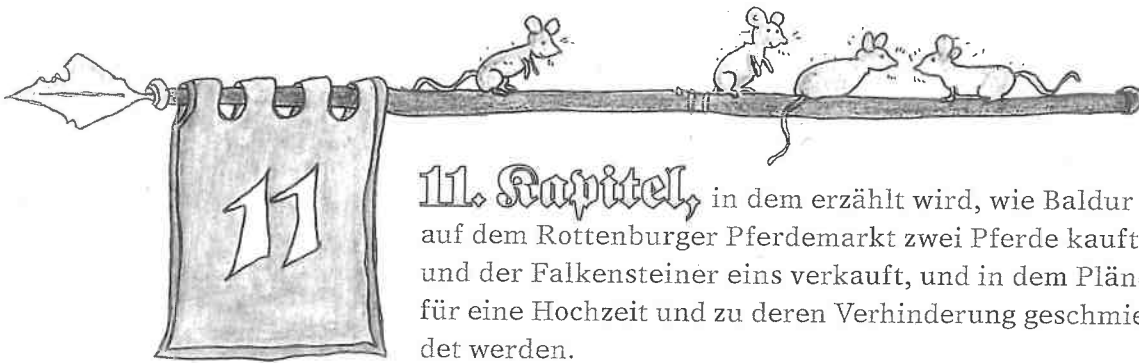 11
11. Kapitel, in dem erzählt wird, wie Baldur
auf dem Rottenburger Pferdemarkt zwei Pferde kauft
und der Falkensteiner eins verkauft, und in dem Plän
für eine Hochzeit und zu deren Verhinderung geschmie
det werden.